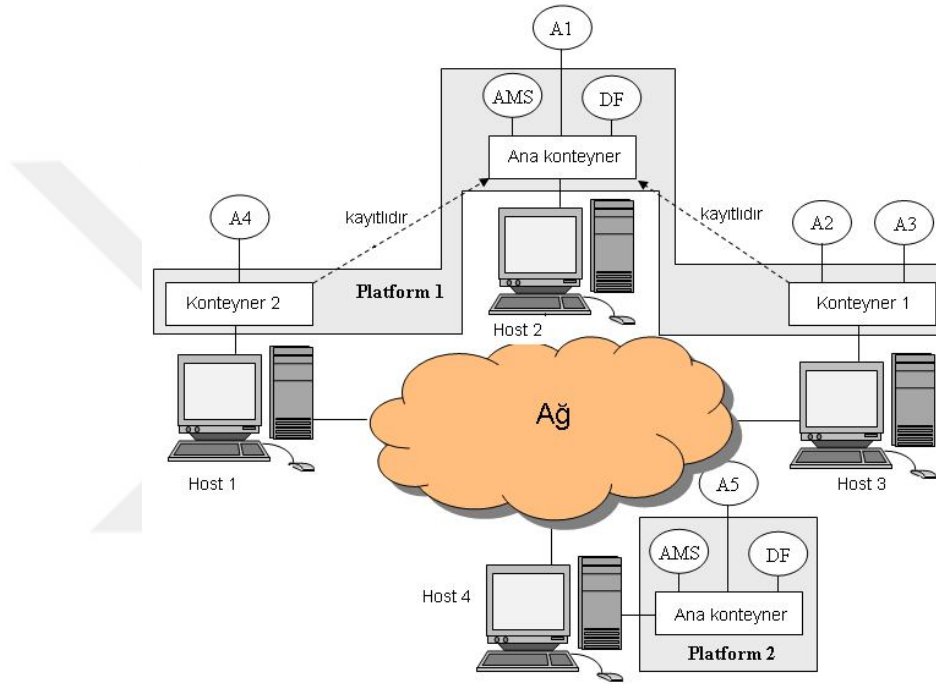 A1
AMS
DF
Ana konteyner
kayıtlıdır
kayıtlıdır
A4
A2
A3
Konteyner 2
Platform 1
Konteyner 1
Host 2
Ağ
Host 1
Host 3
A5
AMS
DF
Host 4
Ana konteyner
Platform 2